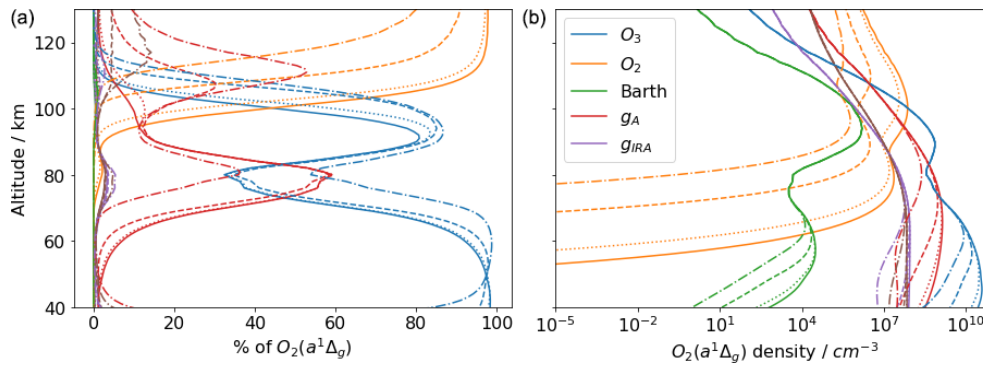 (a)
Altitude / km
120
100
80
60
40
0
20
40
60
80
100
% of O₂(a¹Δg)
(b)
O₃
O₂
Barth
gA
gIRA
10⁻⁵
10⁻²
10¹
10⁴
10⁷
10¹⁰
O₂(a¹Δg) density / cm⁻³